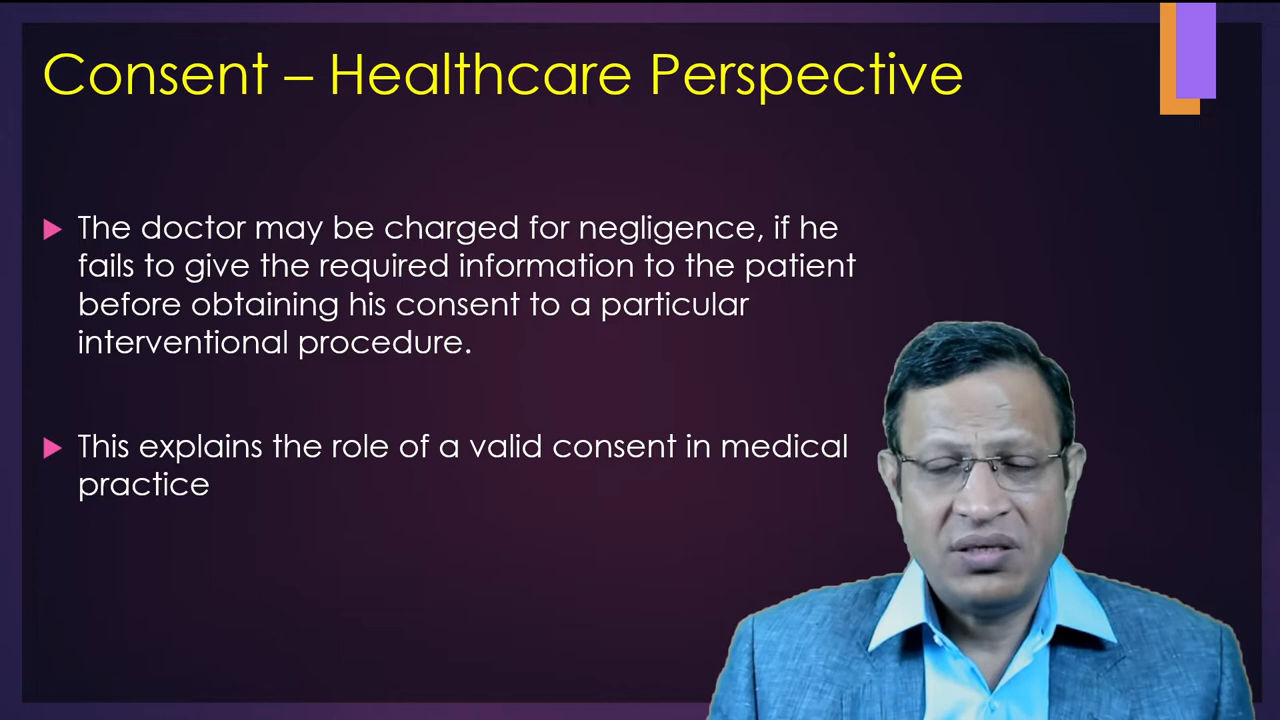 Consent – Healthcare Perspective
The doctor may be charged for negligence, if he
fails to give the required information to the patient
before obtaining his consent to a particular
interventional procedure.
This explains the role of a valid consent in medical
practice